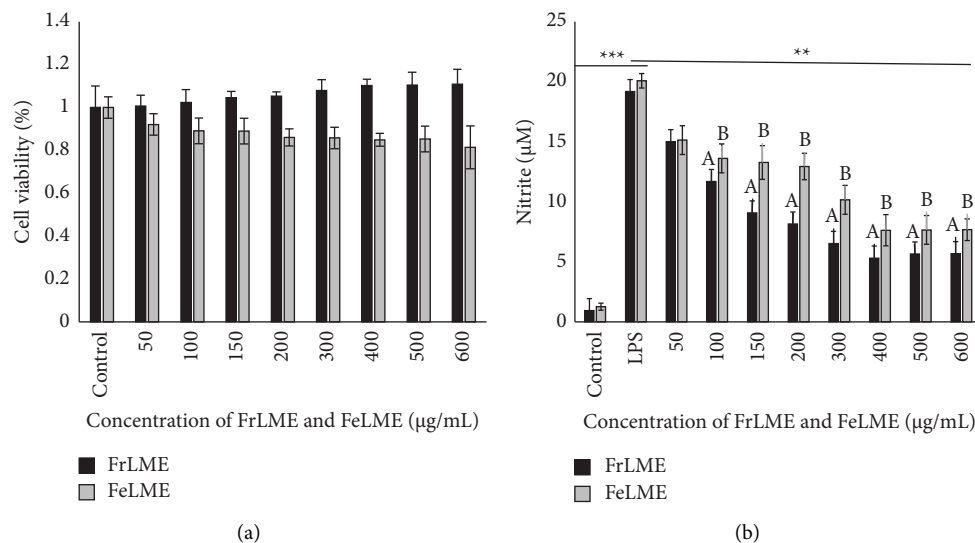 1.4
1.2
1
0.8
0.6
0.4
0.2
0
Cell viability (%)
Control
50
100
150
200
300
400
500
600
Concentration of FrLME and FeLME (μg/mL)
FrLME
FeLME
(a)
25
20
15
10
5
0
Nitrite (μM)
***
**
A B
A B
A B
A B
A B
A B
A B
Control
LPS
50
100
150
200
300
400
500
600
Concentration of FrLME and FeLME (μg/mL)
FrLME
FeLME
(b)